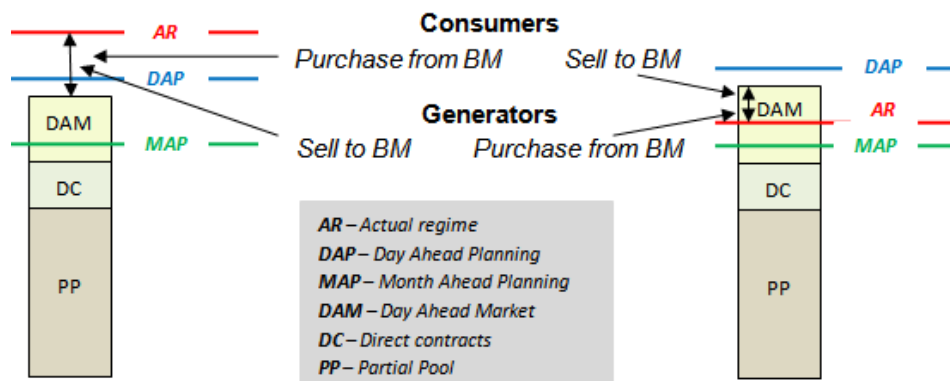 Consumers
AR
Purchase from BM
Sell to BM
DAP
DAP
DAM
Generators
DAM
AR
MAP
Sell to BM
Purchase from BM
MAP
DC
DC
PP
PP
AR – Actual regime
DAP – Day Ahead Planning
MAP – Month Ahead Planning
DAM – Day Ahead Market
DC – Direct contracts
PP – Partial Pool